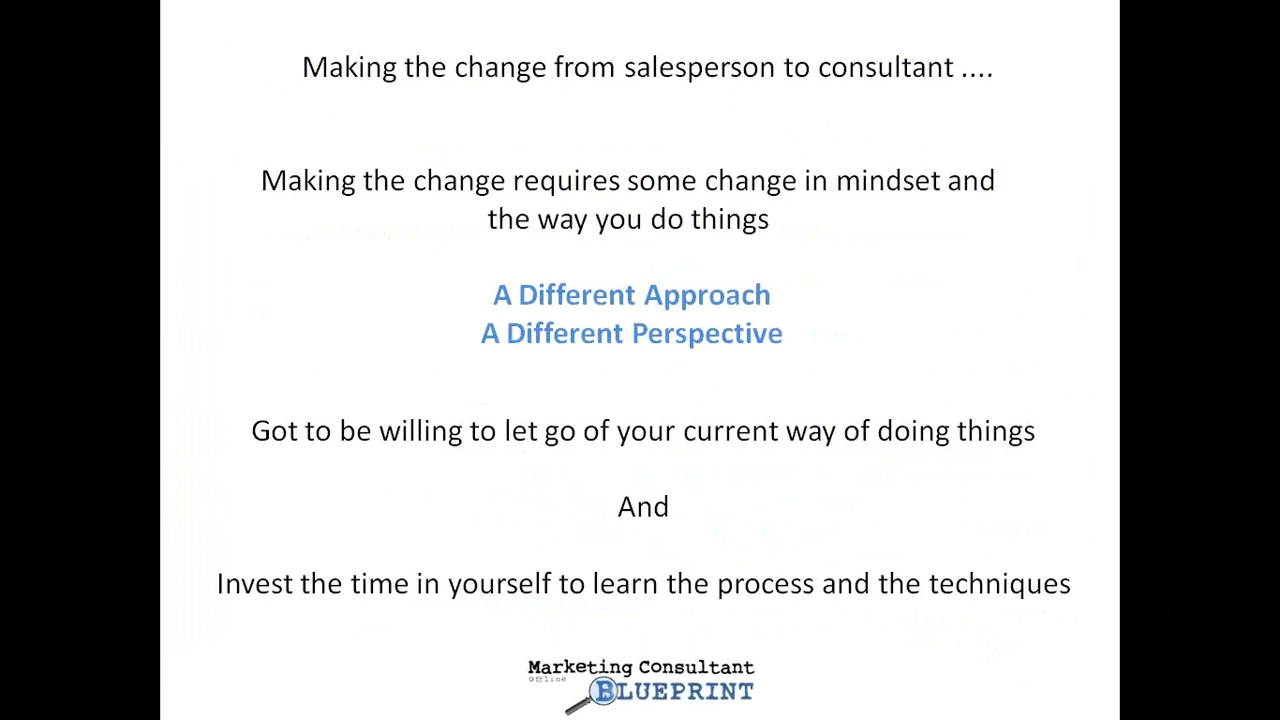 Making the change from salesperson to consultant ....
Making the change requires some change in mindset and
the way you do things
A Different Approach
A Different Perspective
Got to be willing to let go of your current way of doing things
And
Invest the time in yourself to learn the process and the techniques
Marketing Consultant
Offline
BLUEPRINT